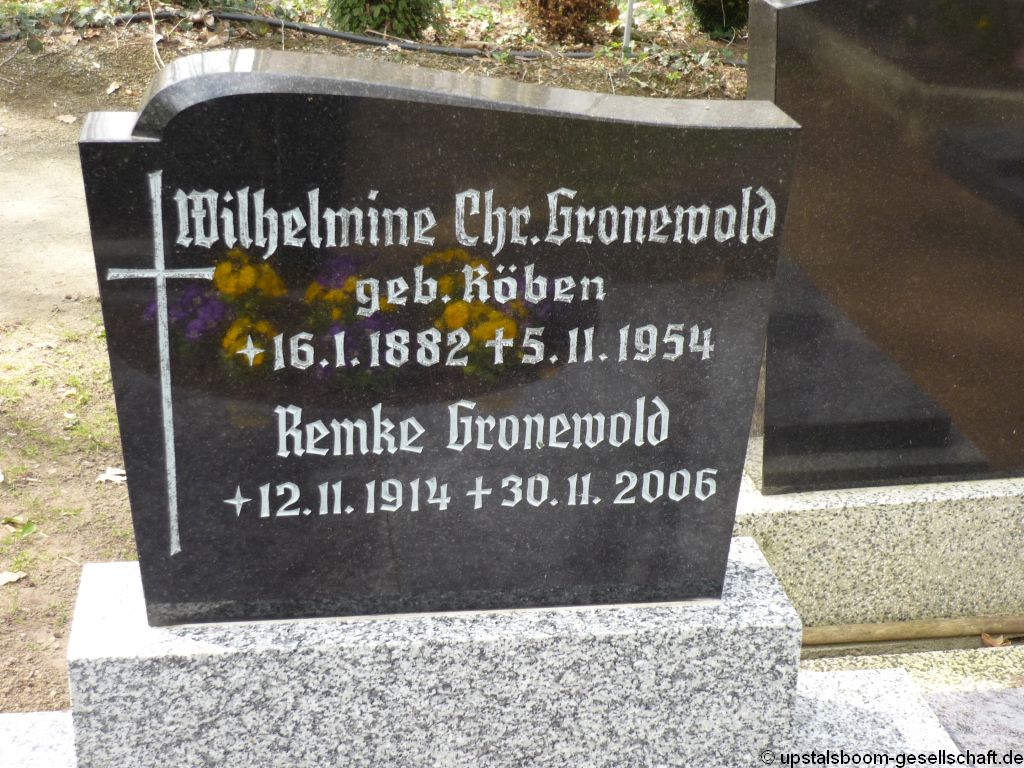 Wilhelmine Chr. Gronewold
geb. Röben
+ 16.1.1882 † 5.11.1954
Remke Gronewold
+ 12.11.1914 † 30.11.2006
© upstalsboom-gesellschaft.de